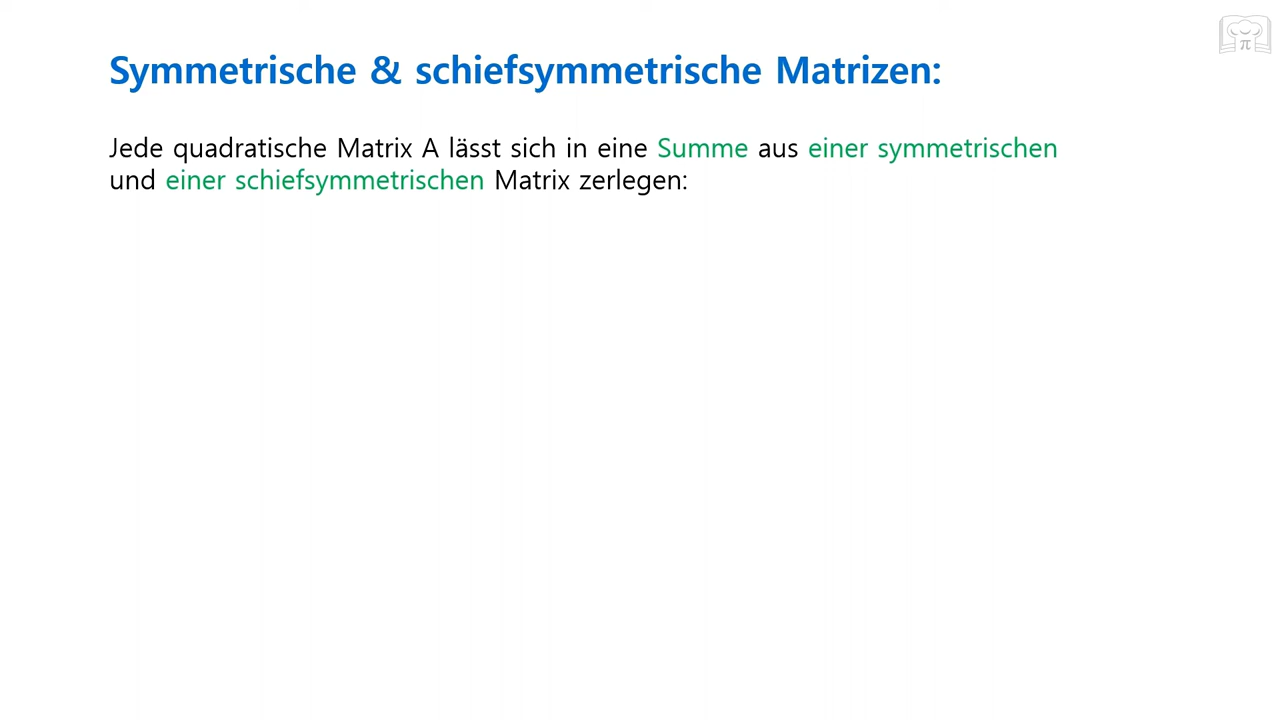 Symmetrische & schiefsymmetrische Matrizen:
Jede quadratische Matrix A lässt sich in eine Summe aus einer symmetrischen
und einer schiefsymmetrischen Matrix zerlegen:
π